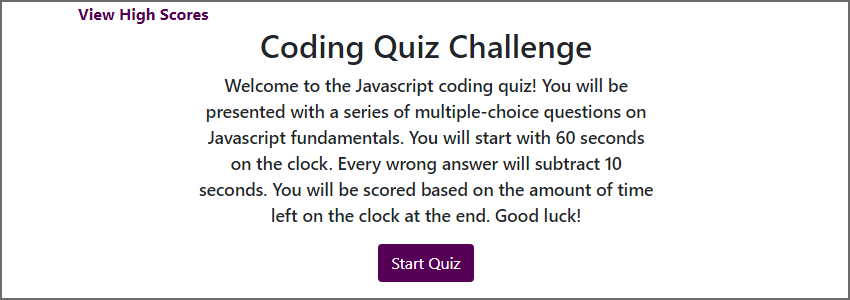 View High Scores
Coding Quiz Challenge
Welcome to the Javascript coding quiz! You will be
presented with a series of multiple-choice questions on
Javascript fundamentals. You will start with 60 seconds
on the clock. Every wrong answer will subtract 10
seconds. You will be scored based on the amount of time
left on the clock at the end. Good luck!
Start Quiz